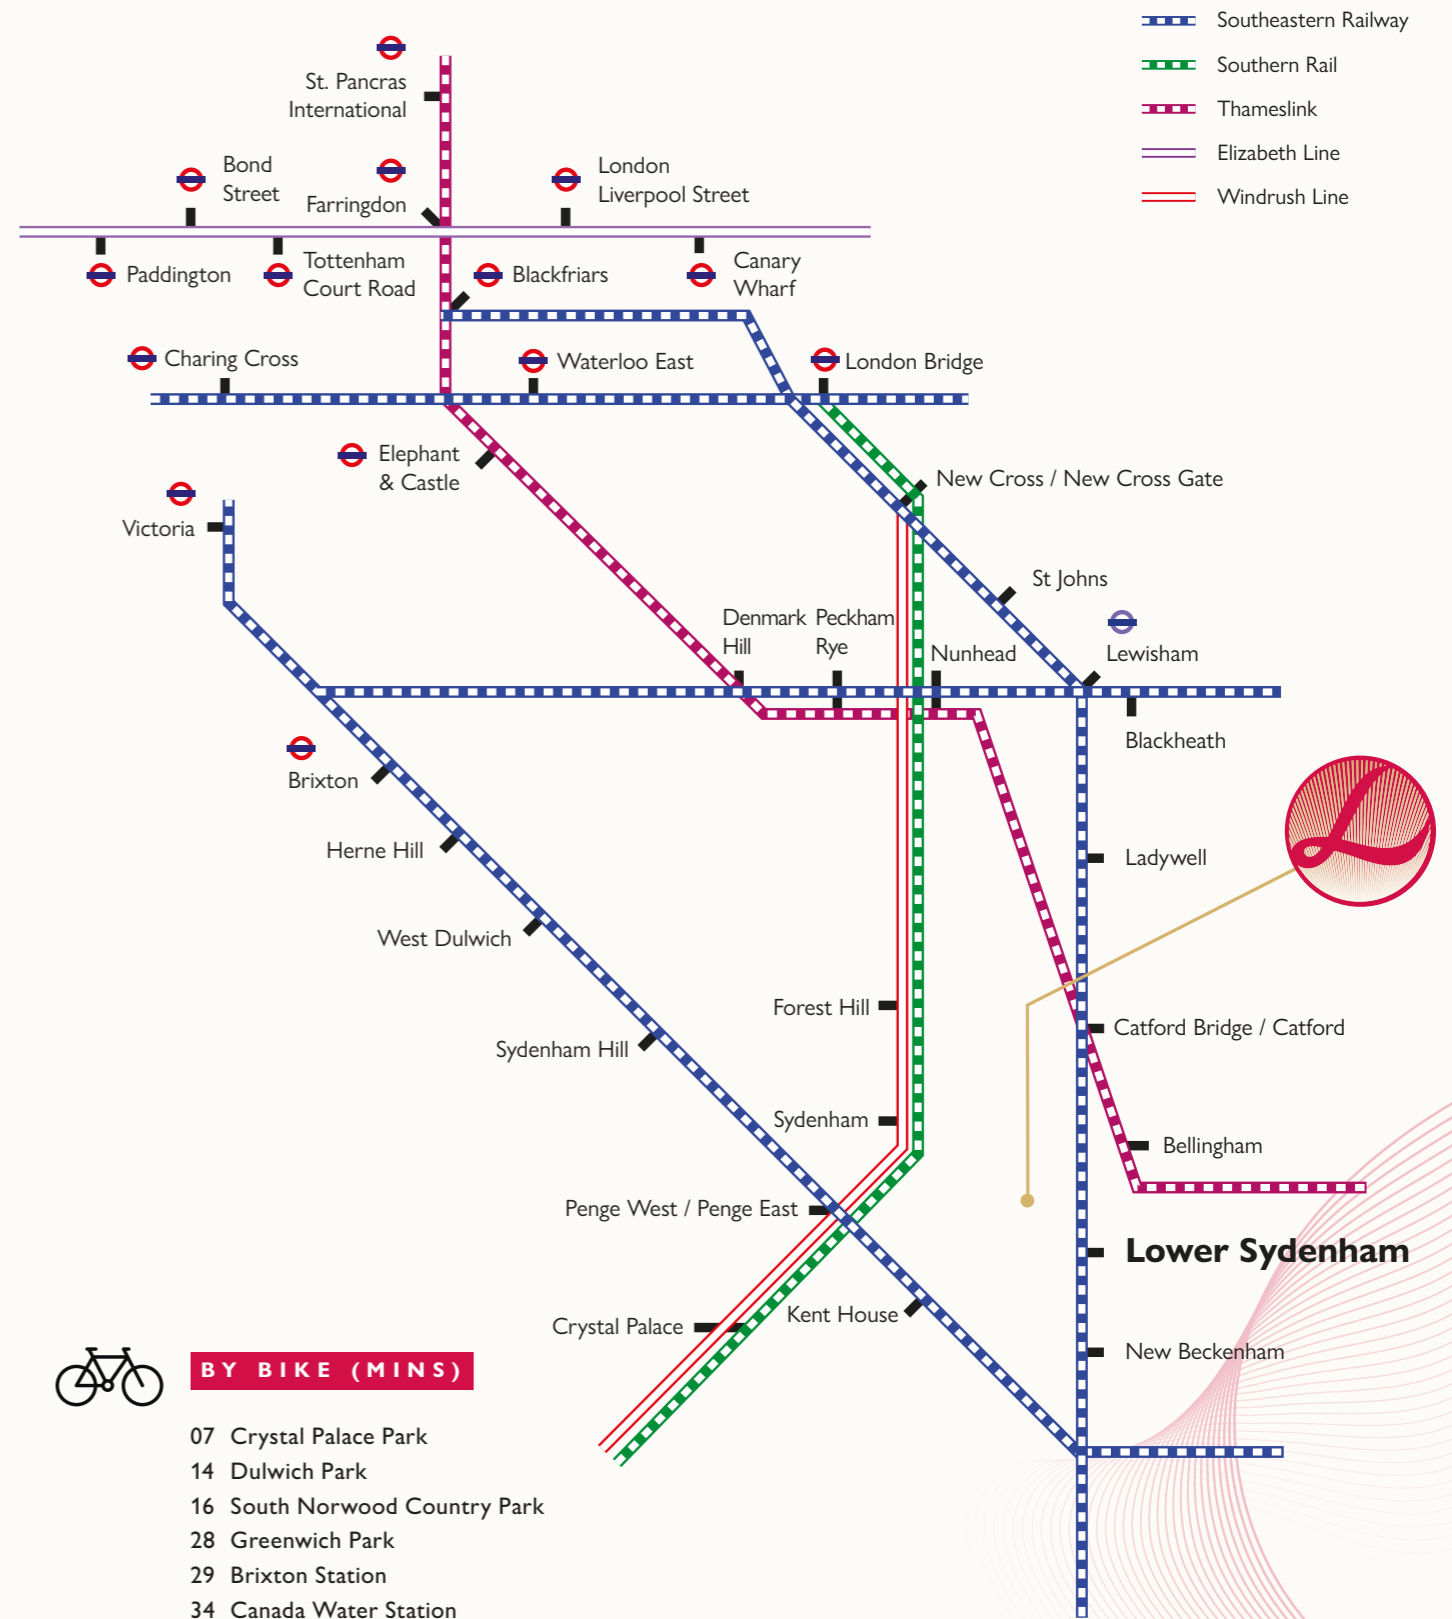 Southeastern Railway
Southern Rail
Thameslink
Elizabeth Line
Windrush Line
St. Pancras
International
Bond
Street
Farringdon
London
Liverpool Street
Paddington
Tottenham
Court Road
Blackfriars
Canary
Wharf
Charing Cross
Waterloo East
London Bridge
Elephant
& Castle
New Cross / New Cross Gate
Victoria
St Johns
Denmark
Hill
Peckham
Rye
Nunhead
Lewisham
Blackheath
Brixton
Herne Hill
Ladywell
L
West Dulwich
Forest Hill
Catford Bridge / Catford
Sydenham Hill
Sydenham
Bellingham
Penge West / Penge East
Lower Sydenham
Kent House
Crystal Palace
New Beckenham
BY BIKE (MINS)
07 Crystal Palace Park
14 Dulwich Park
16 South Norwood Country Park
28 Greenwich Park
29 Brixton Station
34 Canada Water Station